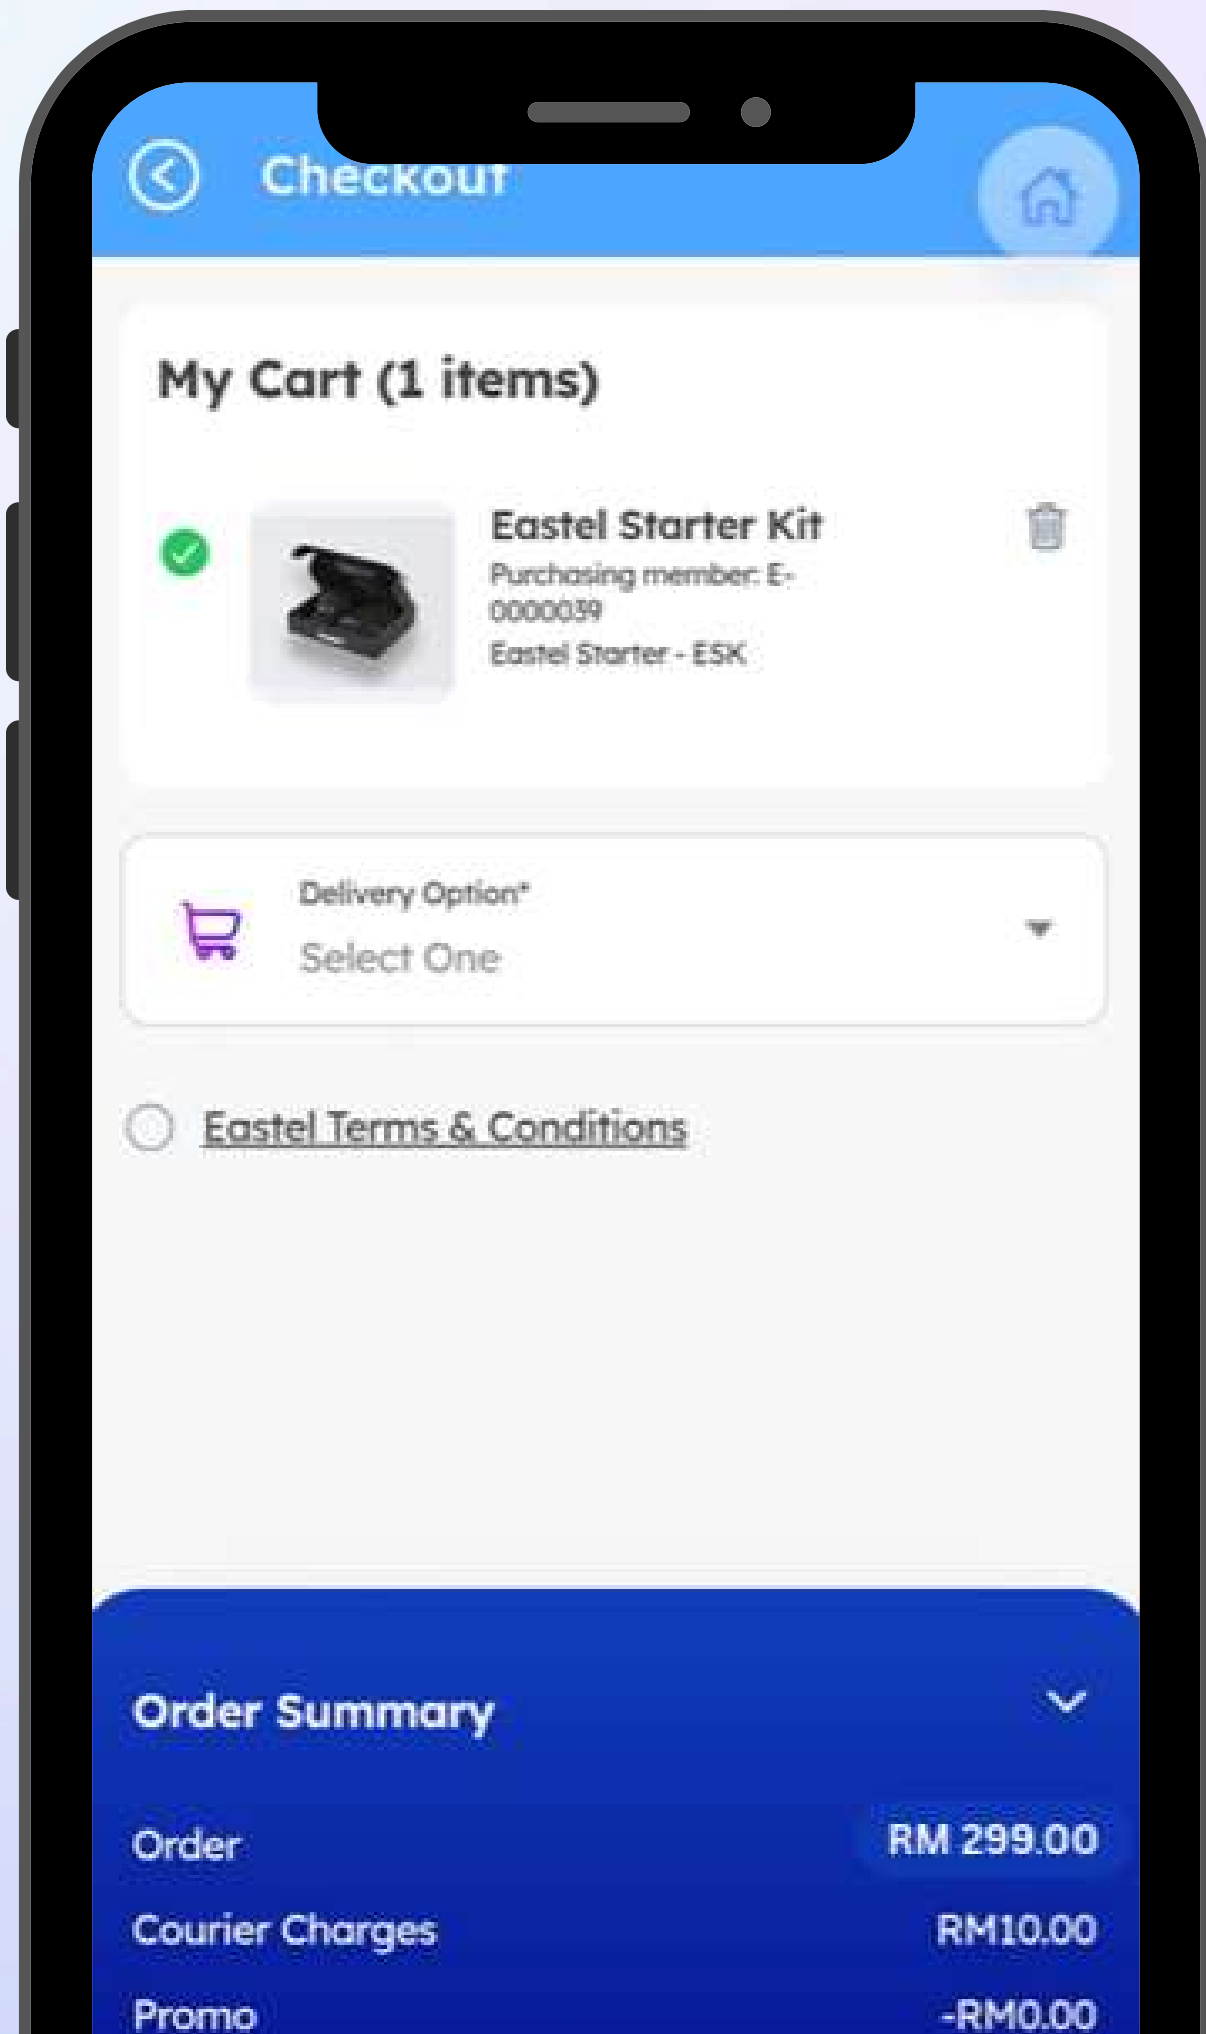 Checkout
My Cart (1 items)
Eastel Starter Kit
Purchasing member: E-
0000039
Eastel Starter - ESK
Delivery Option*
Select One
Eastel Terms & Conditions
Order Summary
Order RM 299.00
Courier Charges RM10.00
Promo -RM0.00